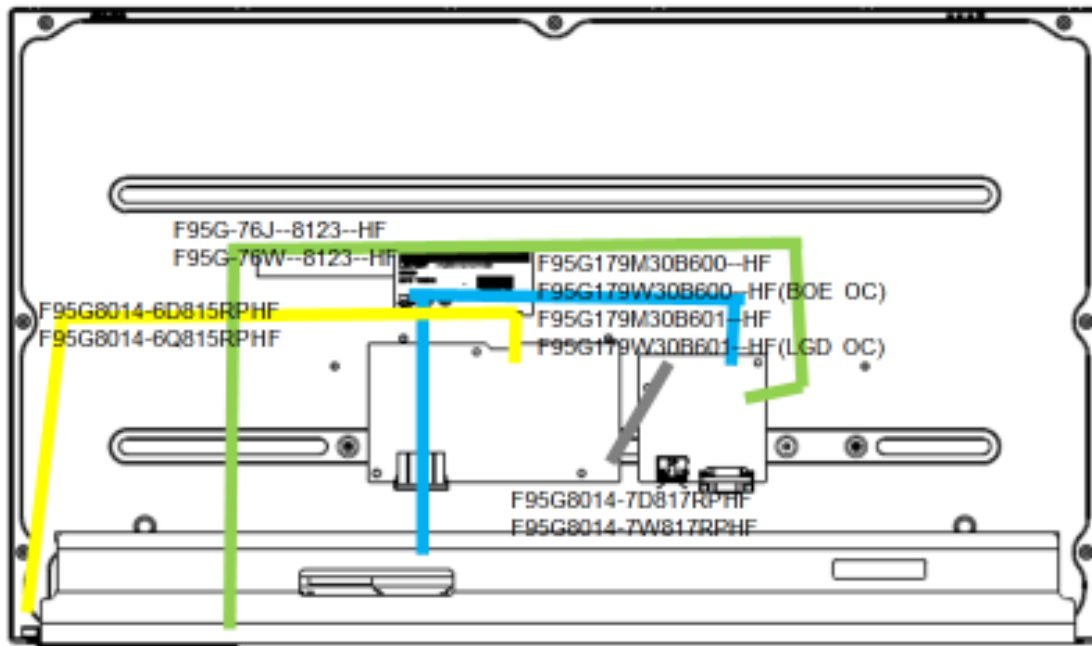 F95G-76J--8123--HF
F95G-76W--8123--HF
F95G179M30B600--HF
F95G179W30B600--HF(BOE OC)
F95G8014-6D815RPHF
F95G179M30B601--HF
F95G8014-6Q815RPHF
F95G179W30B601--HF(LGD OC)
F95G8014-7D817RPHF
F95G8014-7W817RPHF